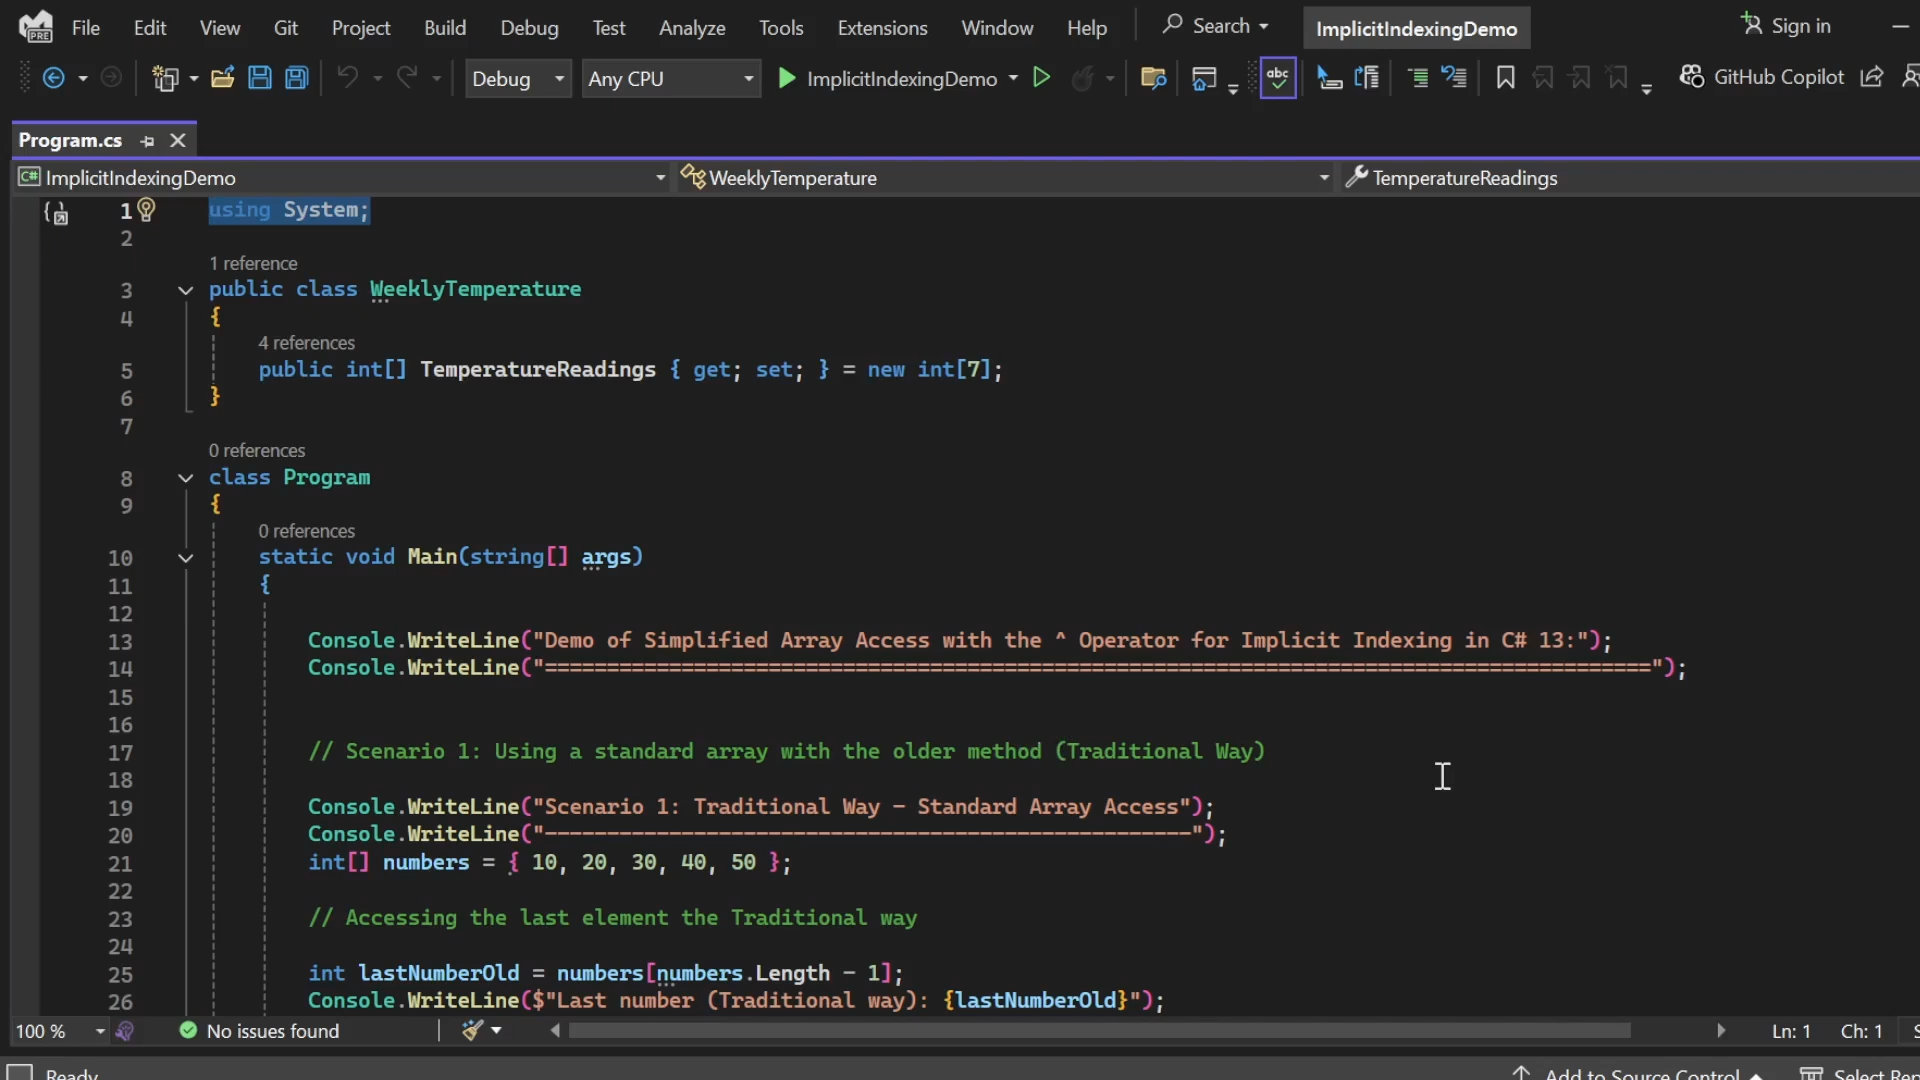 PRE File Edit View Git Project Build Debug Test Analyze Tools Extensions Window Help Search ImplicitIndexingDemo Sign in
Debug Any CPU ImplicitIndexingDemo abc GitHub Copilot
Program.cs
C# ImplicitIndexingDemo WeeklyTemperature TemperatureReadings
1 using System;
2
1 reference
3 public class WeeklyTemperature
4 {
4 references
5 public int[] TemperatureReadings { get; set; } = new int[7];
6 }
7
0 references
8 class Program
9 {
0 references
10 static void Main(string[] args)
11 {
12
13 Console.WriteLine("Demo of Simplified Array Access with the ^ Operator for Implicit Indexing in C# 13:");
14 Console.WriteLine("=========================================================================================");
15
16
17 // Scenario 1: Using a standard array with the older method (Traditional Way)
18
19 Console.WriteLine("Scenario 1: Traditional Way - Standard Array Access");
20 Console.WriteLine("----------------------------------------------------");
21 int[] numbers = { 10, 20, 30, 40, 50 };
22
23 // Accessing the last element the Traditional way
24
25 int lastNumberOld = numbers[numbers.Length - 1];
26 Console.WriteLine($"Last number (Traditional way): {lastNumberOld}");
100 % No issues found Ln: 1 Ch: 1
Ready Add to Source Control Select